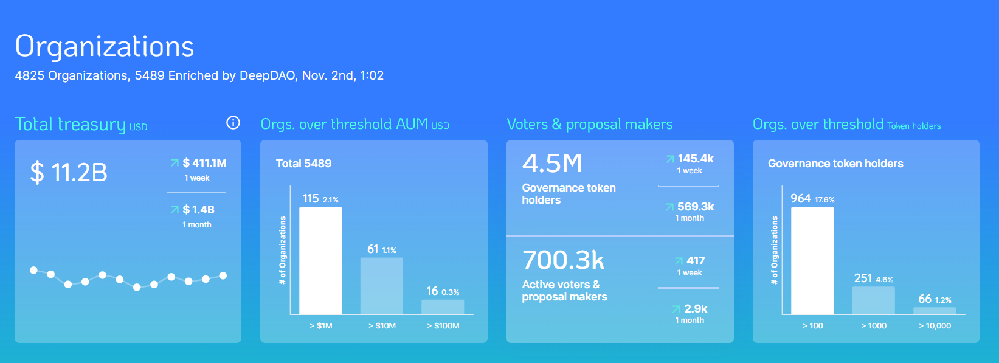 Organizations
4825 Organizations, 5489 Enriched by DeepDAO, Nov. 2nd, 1:02
Total treasury USD
$ 11.2B
$ 411.1M
1 week
$ 1.4B
1 month
Orgs. over threshold AUM USD
Total 5489
# of Organizations
115 2.1%
61 1.1%
16 0.3%
> $1M
> $10M
> $100M
Voters & proposal makers
4.5M
Governance token
holders
145.4k
1 week
569.3k
1 month
700.3k
Active voters &
proposal makers
417
1 week
2.9k
1 month
Orgs. over threshold Token holders
Governance token holders
# of Organizations
964 17.6%
251 4.6%
66 1.2%
> 100
> 1000
> 10,000